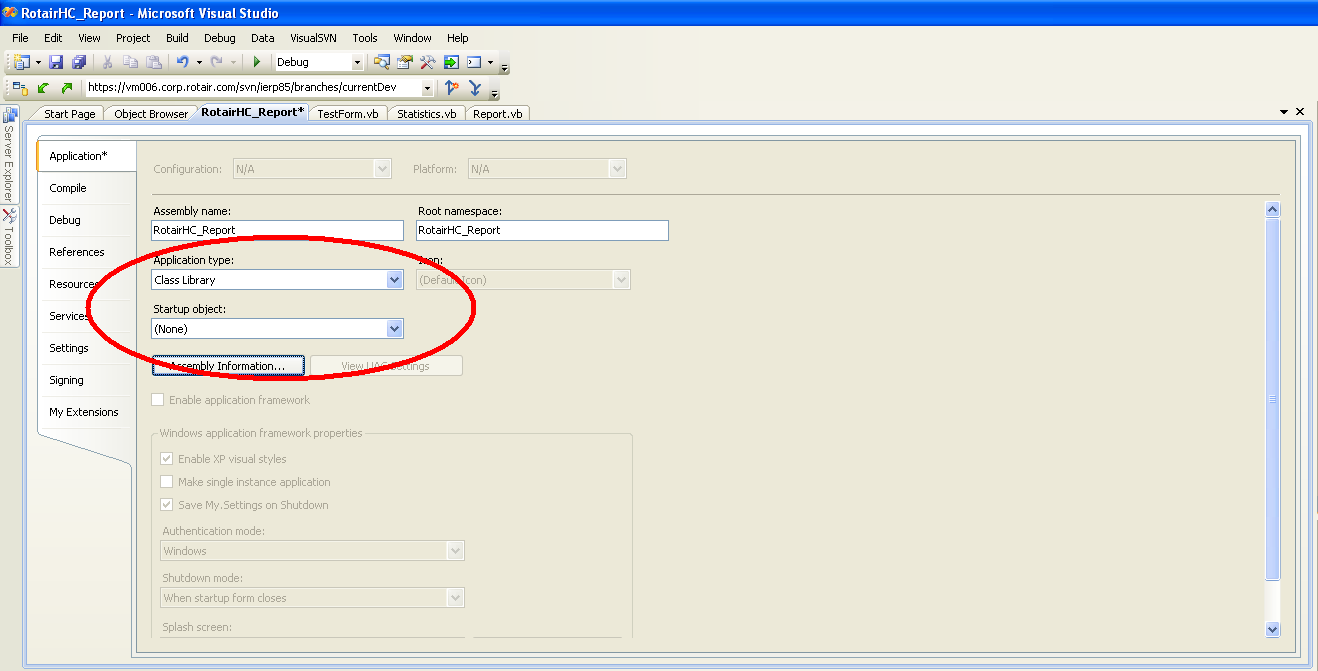 RotairHC_Report - Microsoft Visual Studio
File Edit View Project Build Debug Data VisualSVN Tools Window Help
Debug
https://vm006.corp.rotair.com/svn/ierp85/branches/currentDev
Start Page Object Browser RotairHC_Report* TestForm.vb Statistics.vb Report.vb
Server Explorer
Toolbox
Application*
Compile
Debug
References
Resources
Services
Settings
Signing
My Extensions
Configuration: N/A Platform: N/A
Assembly name: Root namespace:
RotairHC_Report RotairHC_Report
Application type: Icon:
Class Library (Default Icon)
Startup object:
(None)
Assembly Information... View UAC Settings
Enable application framework
Windows application framework properties
Enable XP visual styles
Make single instance application
Save My.Settings on Shutdown
Authentication mode:
Windows
Shutdown mode:
When startup form closes
Splash screen: